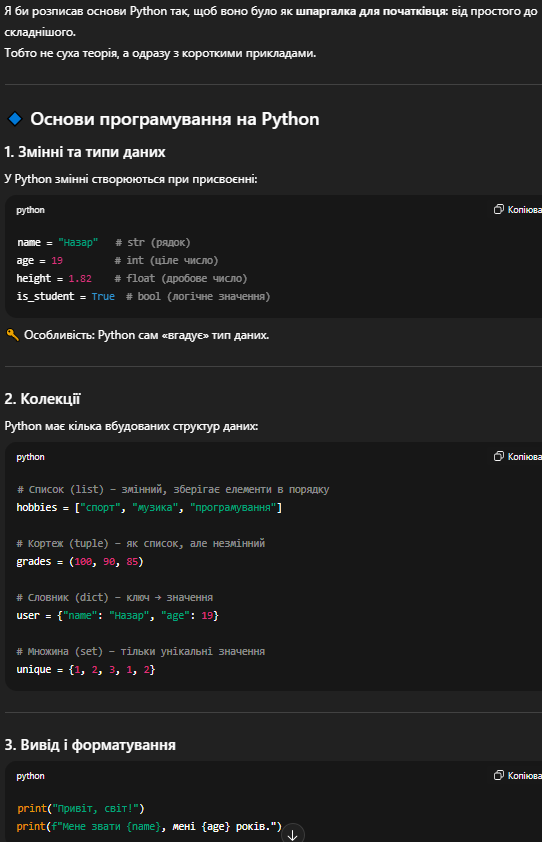 Я би розписав основи Python так, щоб воно було як шпаргалка для початківця: від простого до
складнішого.
Тобто не суха теорія, а одразу з короткими прикладами.
Основи програмування на Python
1. Змінні та типи даних
У Python змінні створюються при присвоєнні:
python
Копіюва
name = "Назар"   # str (рядок)
age = 19         # int (ціле число)
height = 1.82    # float (дробове число)
is_student = True  # bool (логічне значення)
Особливість: Python сам «вгадує» тип даних.
2. Колекції
Python має кілька вбудованих структур даних:
python
Копіюва
# Список (list) – змінний, зберігає елементи в порядку
hobbies = ["спорт", "музика", "програмування"]
# Кортеж (tuple) – як список, але незмінний
grades = (100, 90, 85)
# Словник (dict) – ключ → значення
user = {"name": "Назар", "age": 19}
# Множина (set) – тільки унікальні значення
unique = {1, 2, 3, 1, 2}
3. Вивід і форматування
python
Копіюва
print("Привіт, світ!")
print(f"Мене звати {name}, мені {age} років.")